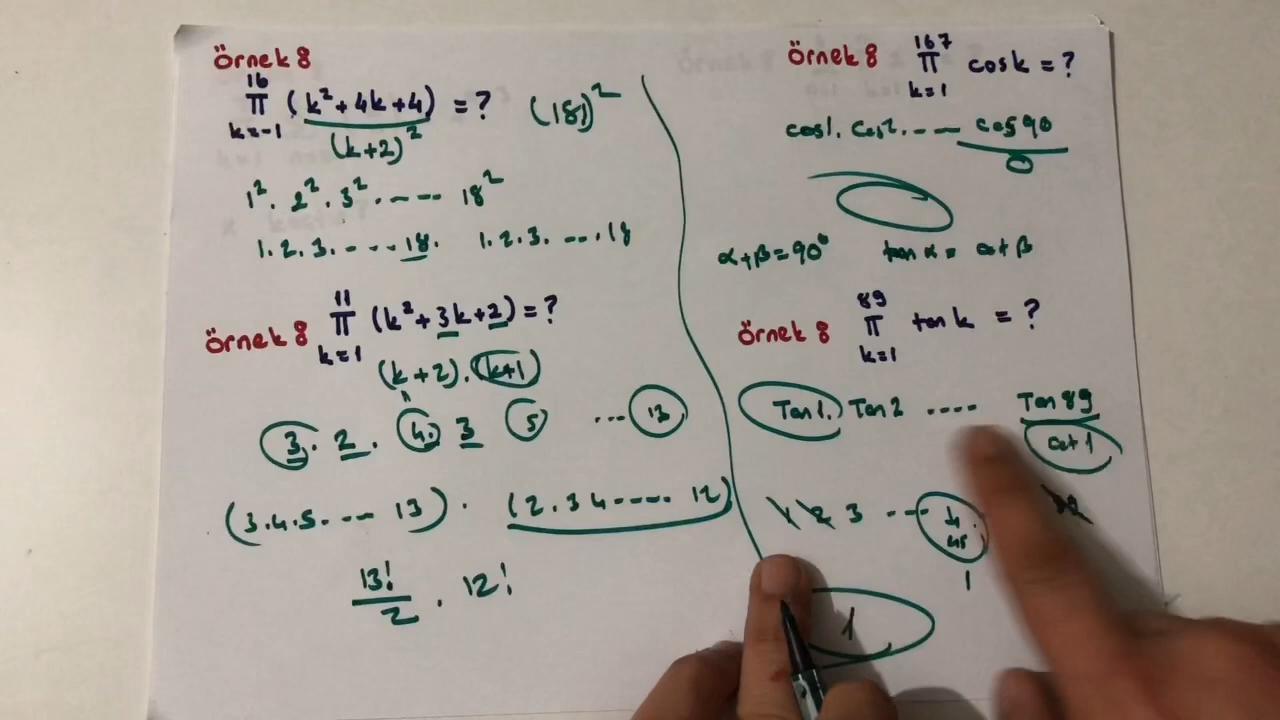 Örnek 8
16
π (k²+4k+4) = ? (18!)²
k=-1 (k+2)²
1². 2². 3². ---- 18²
1.2.3. ----18. 1.2.3. ---.18
11
Örnek 8 π (k²+3k+2)=?
k=1
(k+2).(k+1)
3. 2. 4. 3 5 ...13
(3.4.5. --- 13). (2.3 4---- 12)
13!
2 . 12!
Örnek 8 167
π cosk = ?
k=1
cos1. cos2. ---- cos90
0
α+β=90° tan α = cot β
89
Örnek 8 π tan k = ?
k=1
Tan1. Tan2 ---- Tan89
cot1
1 2 3 ---
45
1
1